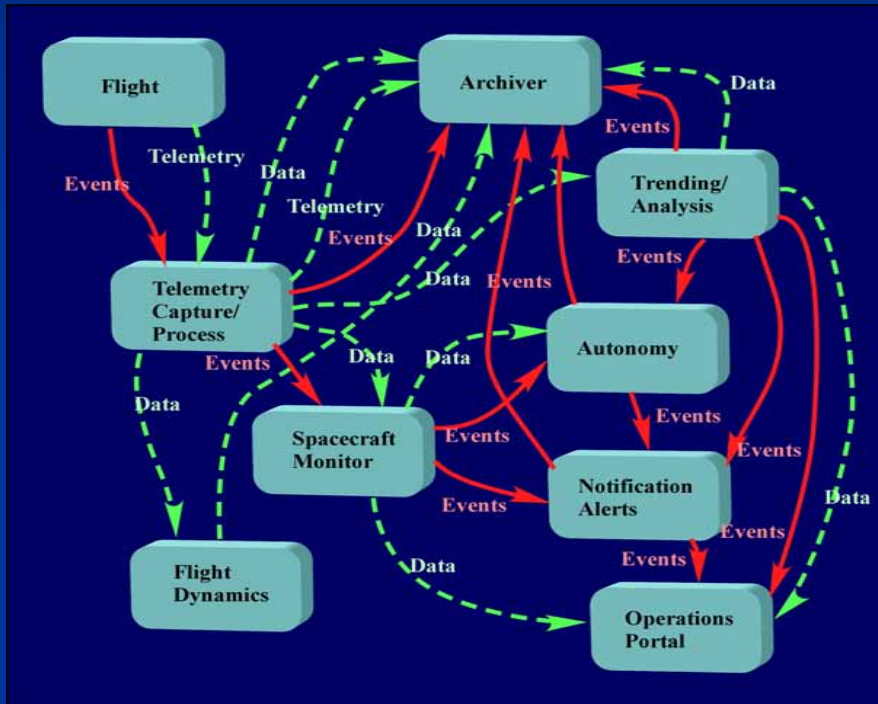 Flight
Archiver
Data
Events
Telemetry
Events
Data
Trending/
Analysis
Telemetry
Events
Data
Events
Data
Telemetry
Capture/
Process
Events
Autonomy
Events
Data
Data
Data
Events
Spacecraft
Monitor
Events
Events
Notification
Alerts
Events
Data
Events
Events
Data
Flight
Dynamics
Operations
Portal